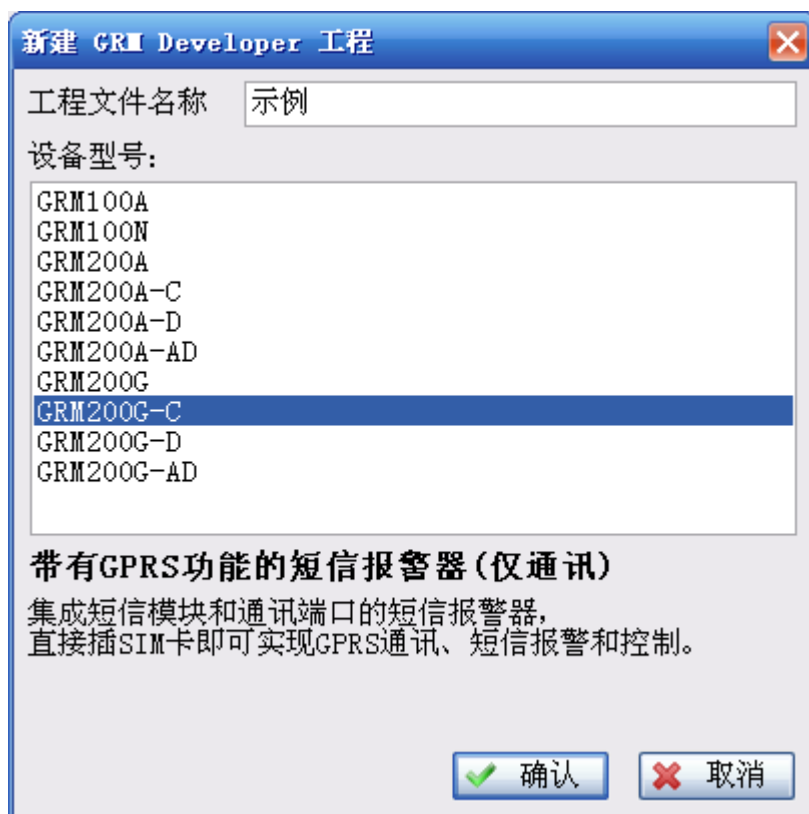 新建 GRM Developer 工程
工程文件名称 示例
设备型号:
GRM100A
GRM100N
GRM200A
GRM200A-C
GRM200A-D
GRM200A-AD
GRM200G
GRM200G-C
GRM200G-D
GRM200G-AD
带有GPRS功能的短信报警器(仅通讯)
集成短信模块和通讯端口的短信报警器,
直接插SIM卡即可实现GPRS通讯、短信报警和控制。
确认 取消